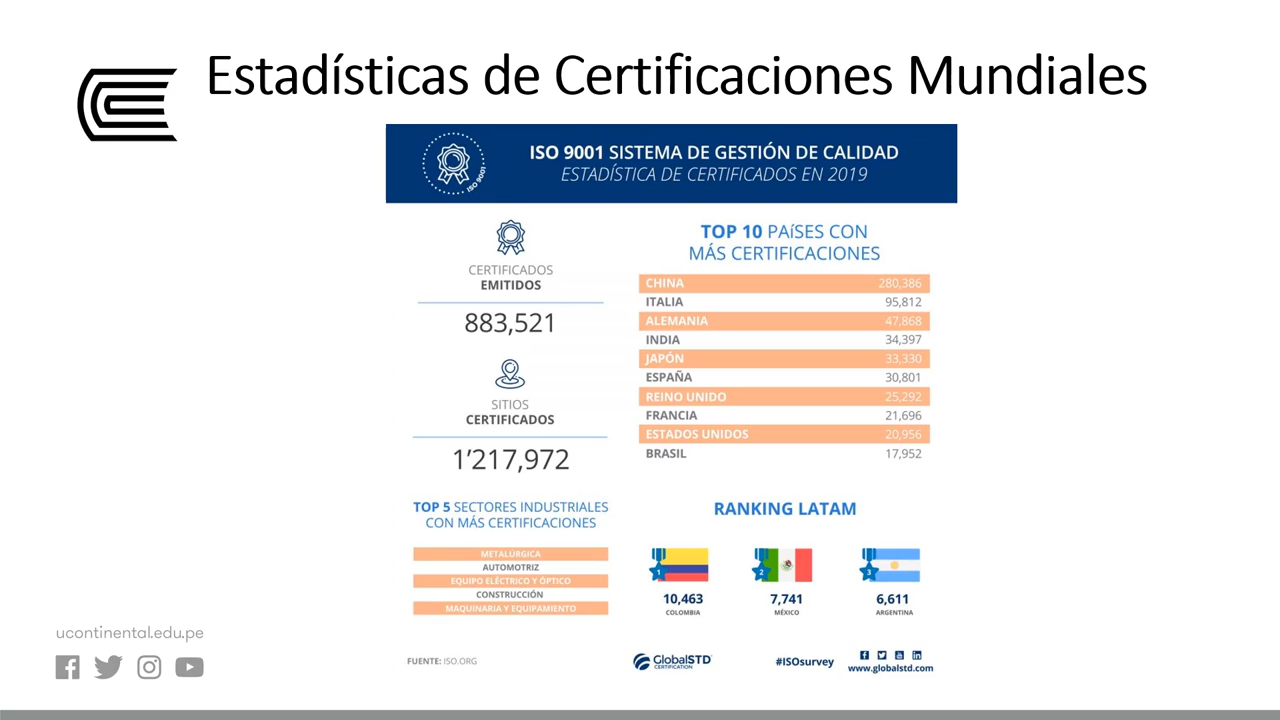 Estadísticas de Certificaciones Mundiales
ISO 9001
ISO 9001 SISTEMA DE GESTIÓN DE CALIDAD
ESTADÍSTICA DE CERTIFICADOS EN 2019
CERTIFICADOS
EMITIDOS
883,521
SITIOS
CERTIFICADOS
1’217,972
TOP 10 PAíSES CON
MÁS CERTIFICACIONES
CHINA 280,386
ITALIA 95,812
ALEMANIA 47,868
INDIA 34,397
JAPÓN 33,330
ESPAÑA 30,801
REINO UNIDO 25,292
FRANCIA 21,696
ESTADOS UNIDOS 20,956
BRASIL 17,952
TOP 5 SECTORES INDUSTRIALES
CON MÁS CERTIFICACIONES
METALÚRGICA
AUTOMOTRIZ
EQUIPO ELÉCTRICO Y ÓPTICO
CONSTRUCCIÓN
MAQUINARIA Y EQUIPAMIENTO
RANKING LATAM
1 2 3
10,463 7,741 6,611
COLOMBIA MÉXICO ARGENTINA
ucontinental.edu.pe
FUENTE: ISO.ORG
GlobalSTD
CERTIFICATION
#ISOsurvey
www.globalstd.com